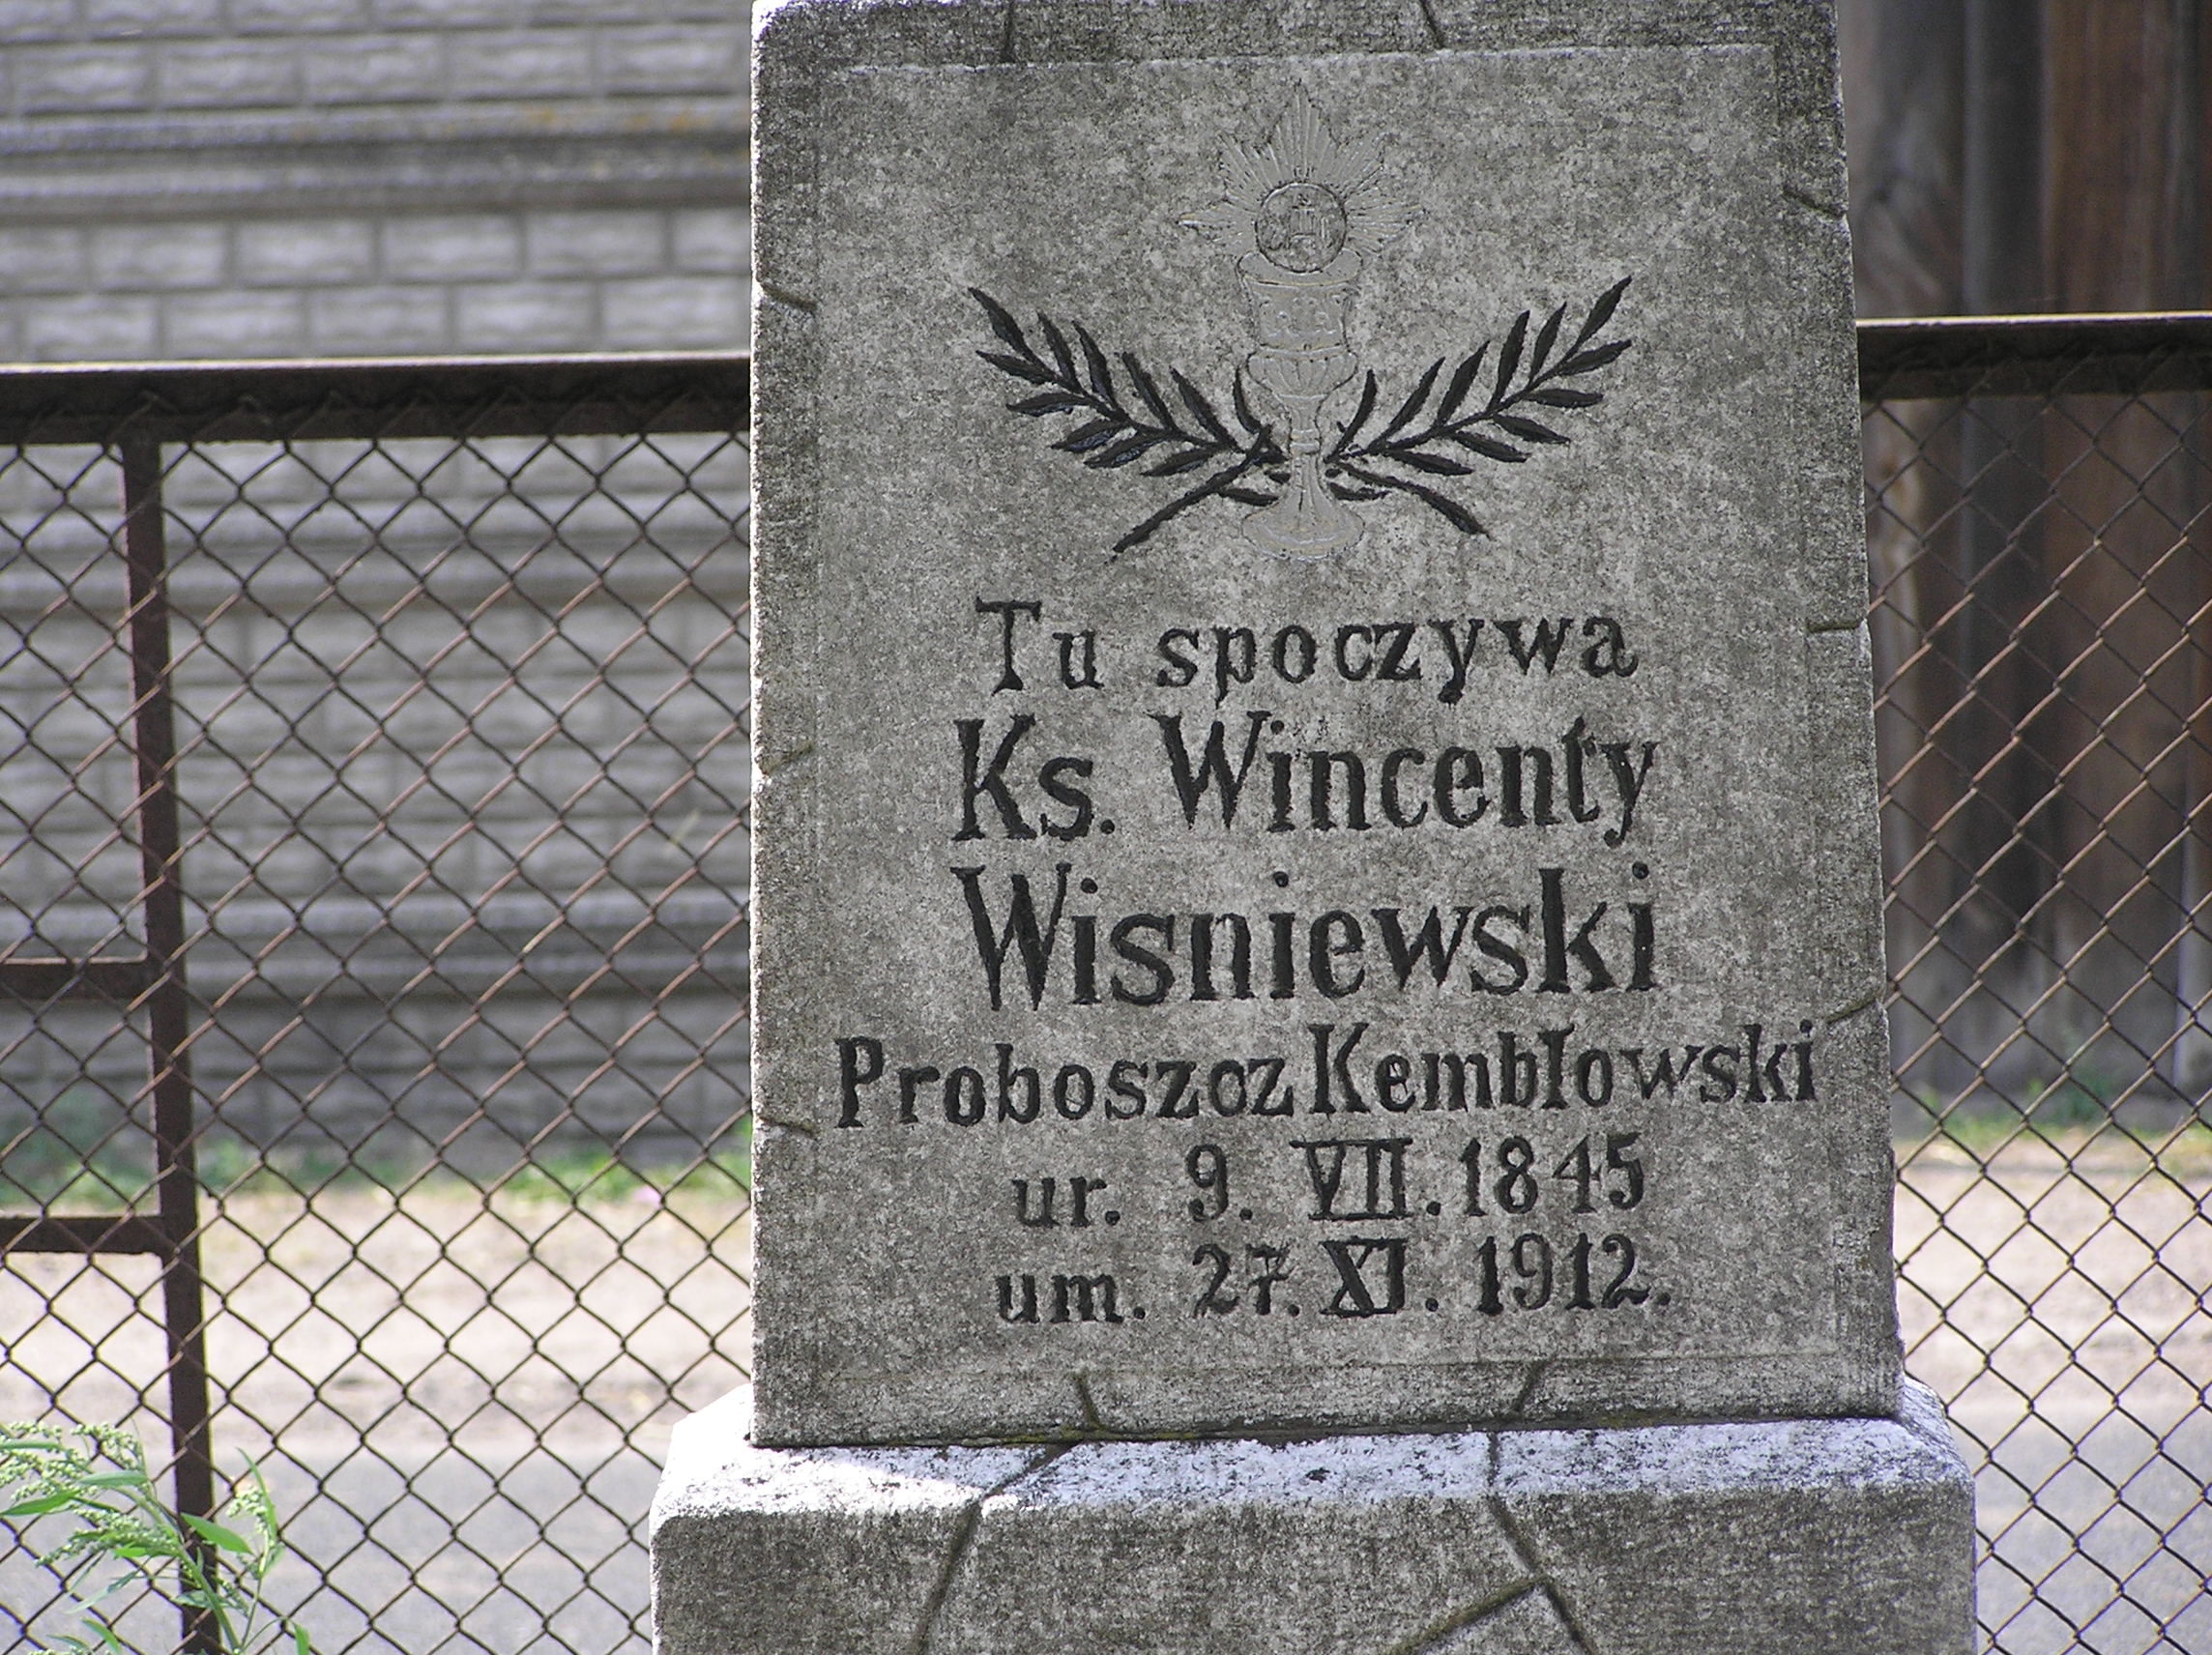 Tu spoczywa
Ks. Wincenty
Wisniewski
Proboszcz Kembłowski
ur. 9. VII. 1845
um. 27. XI. 1912.